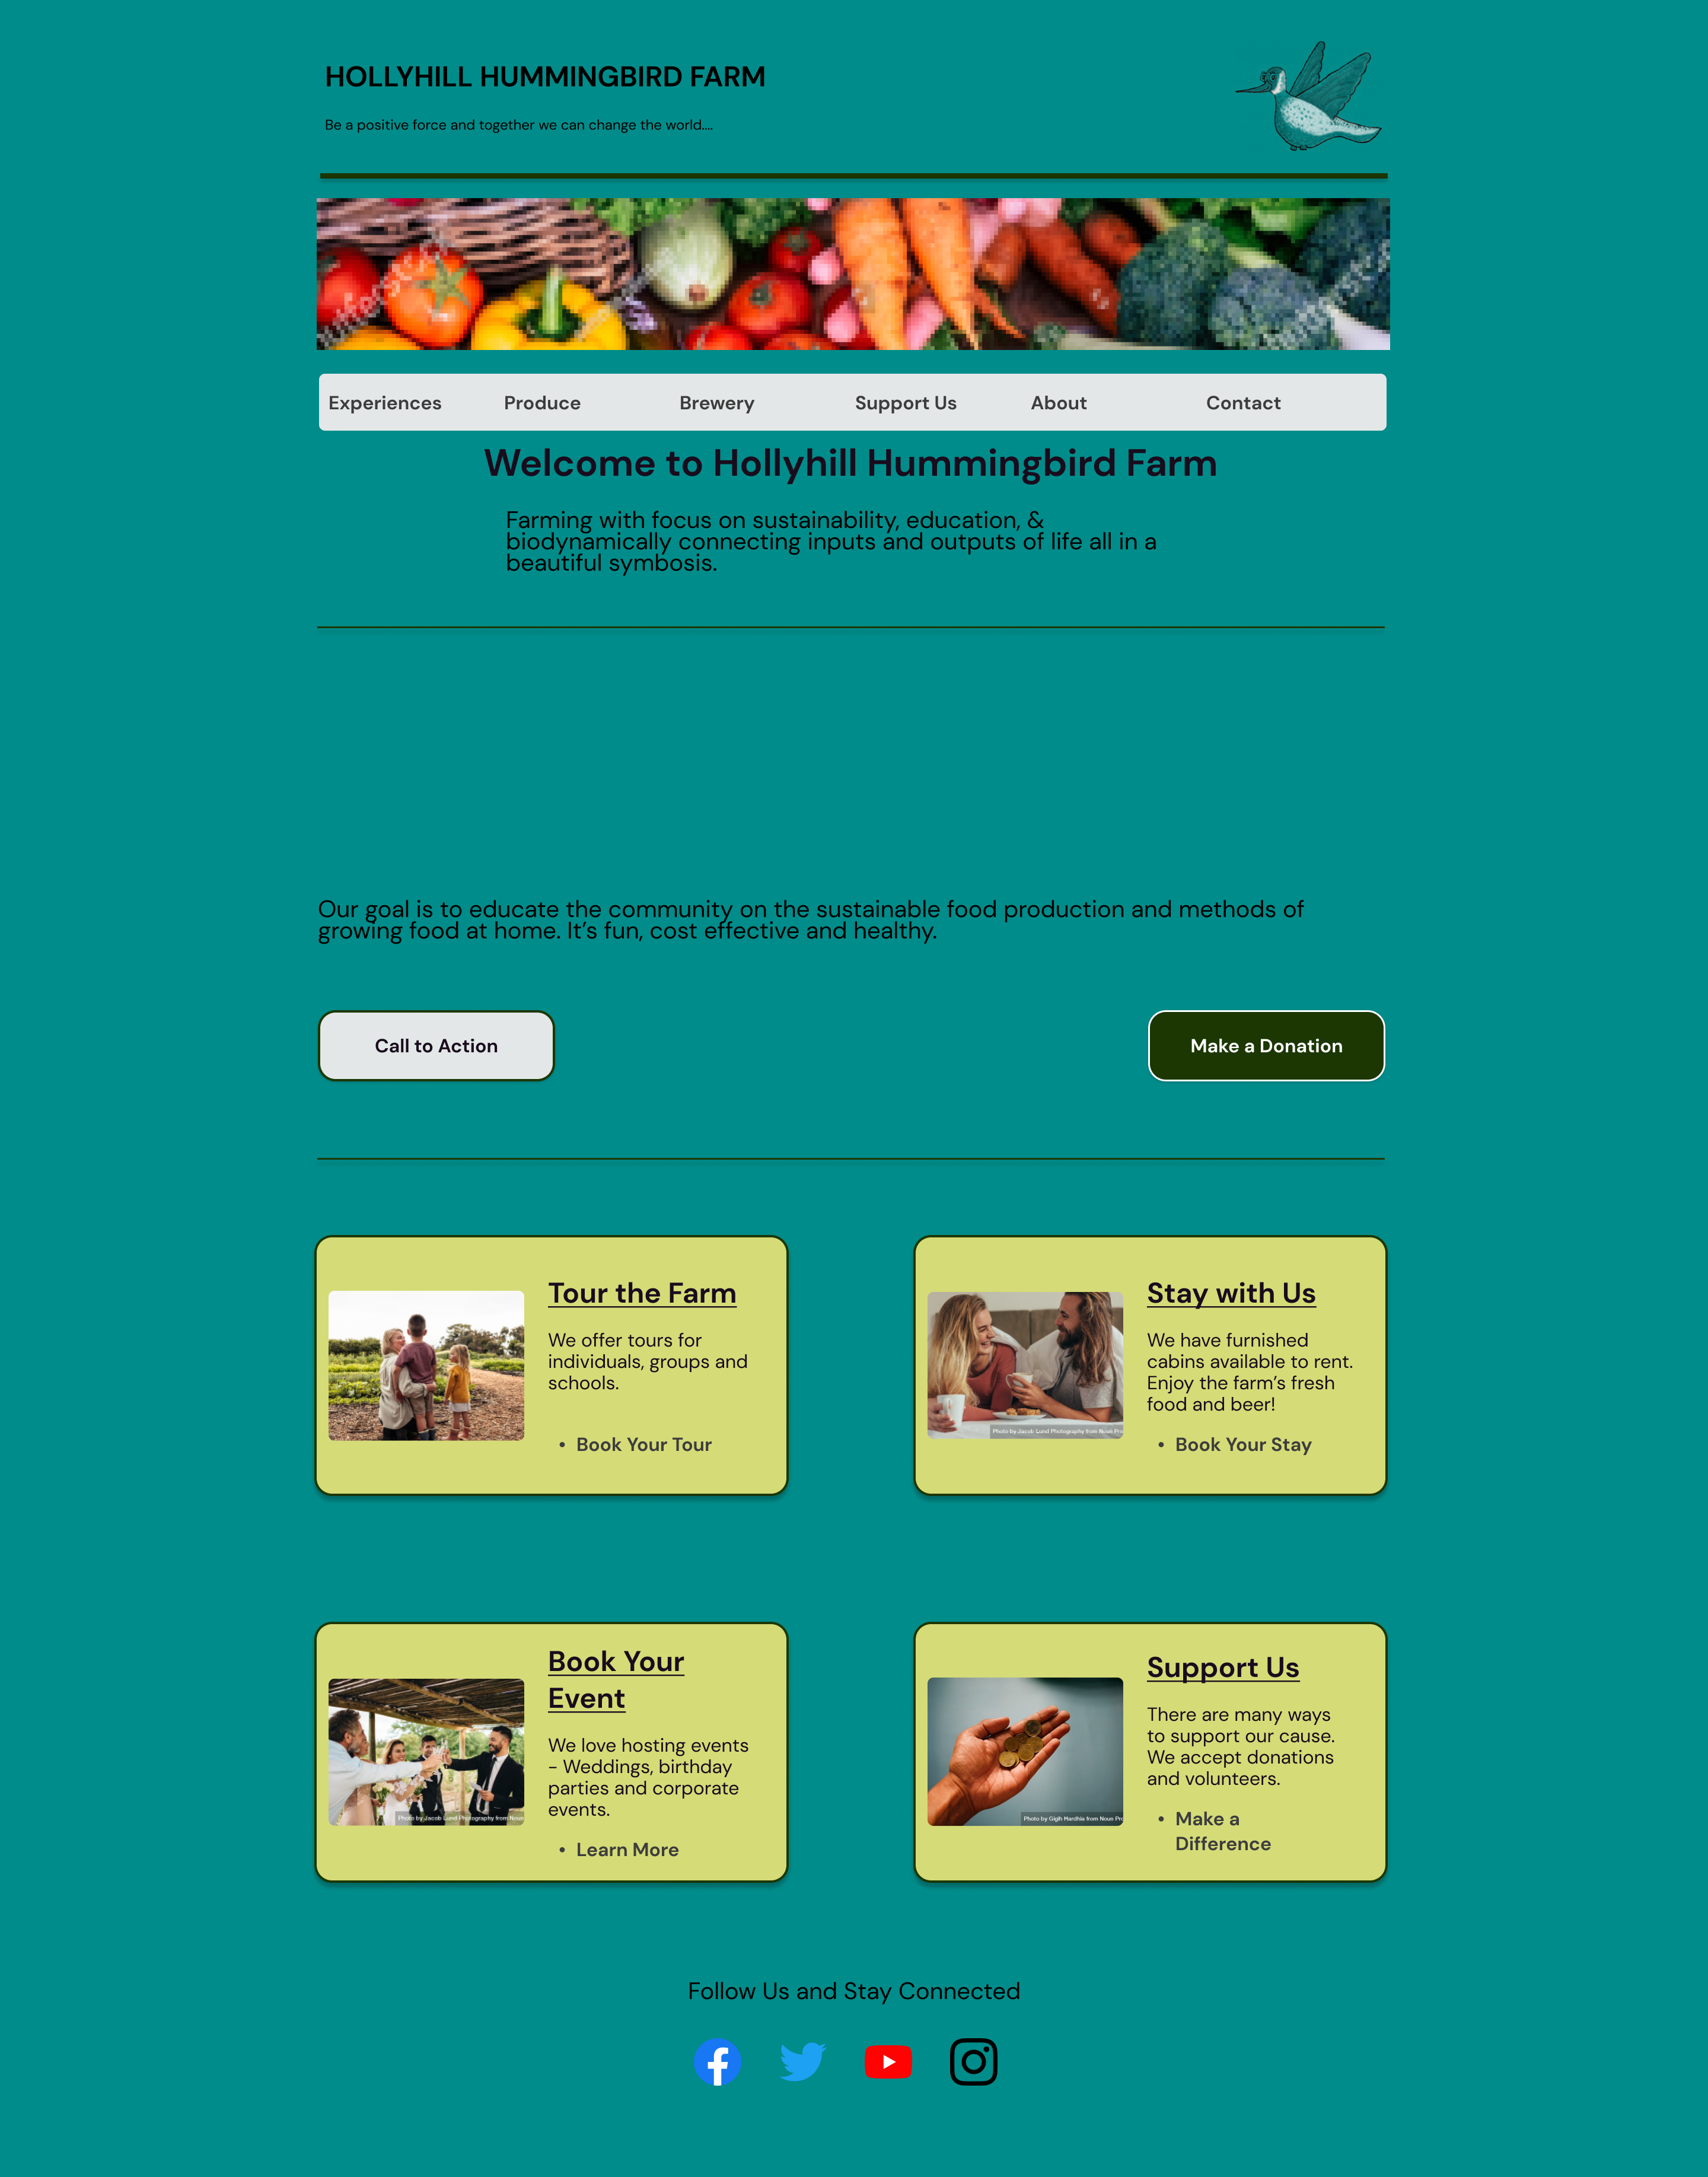 HOLLYHILL HUMMINGBIRD FARM
Be a positive force and together we can change the world....
Experiences Produce Brewery Support Us About Contact
Welcome to Hollyhill Hummingbird Farm
Farming with focus on sustainability, education, &
biodynamically connecting inputs and outputs of life all in a
beautiful symbosis.
Our goal is to educate the community on the sustainable food production and methods of
growing food at home. It’s fun, cost effective and healthy.
Call to Action
Make a Donation
Tour the Farm
We offer tours for
individuals, groups and
schools.
• Book Your Tour
Photo by Jacob Lund Photography from Noun Pro
Stay with Us
We have furnished
cabins available to rent.
Enjoy the farm’s fresh
food and beer!
• Book Your Stay
Photo by Jacob Lund Photography from Noun
Book Your
Event
We love hosting events
- Weddings, birthday
parties and corporate
events.
• Learn More
Photo by Gigih Hardhia from Noun Pro
Support Us
There are many ways
to support our cause.
We accept donations
and volunteers.
• Make a
Difference
Follow Us and Stay Connected